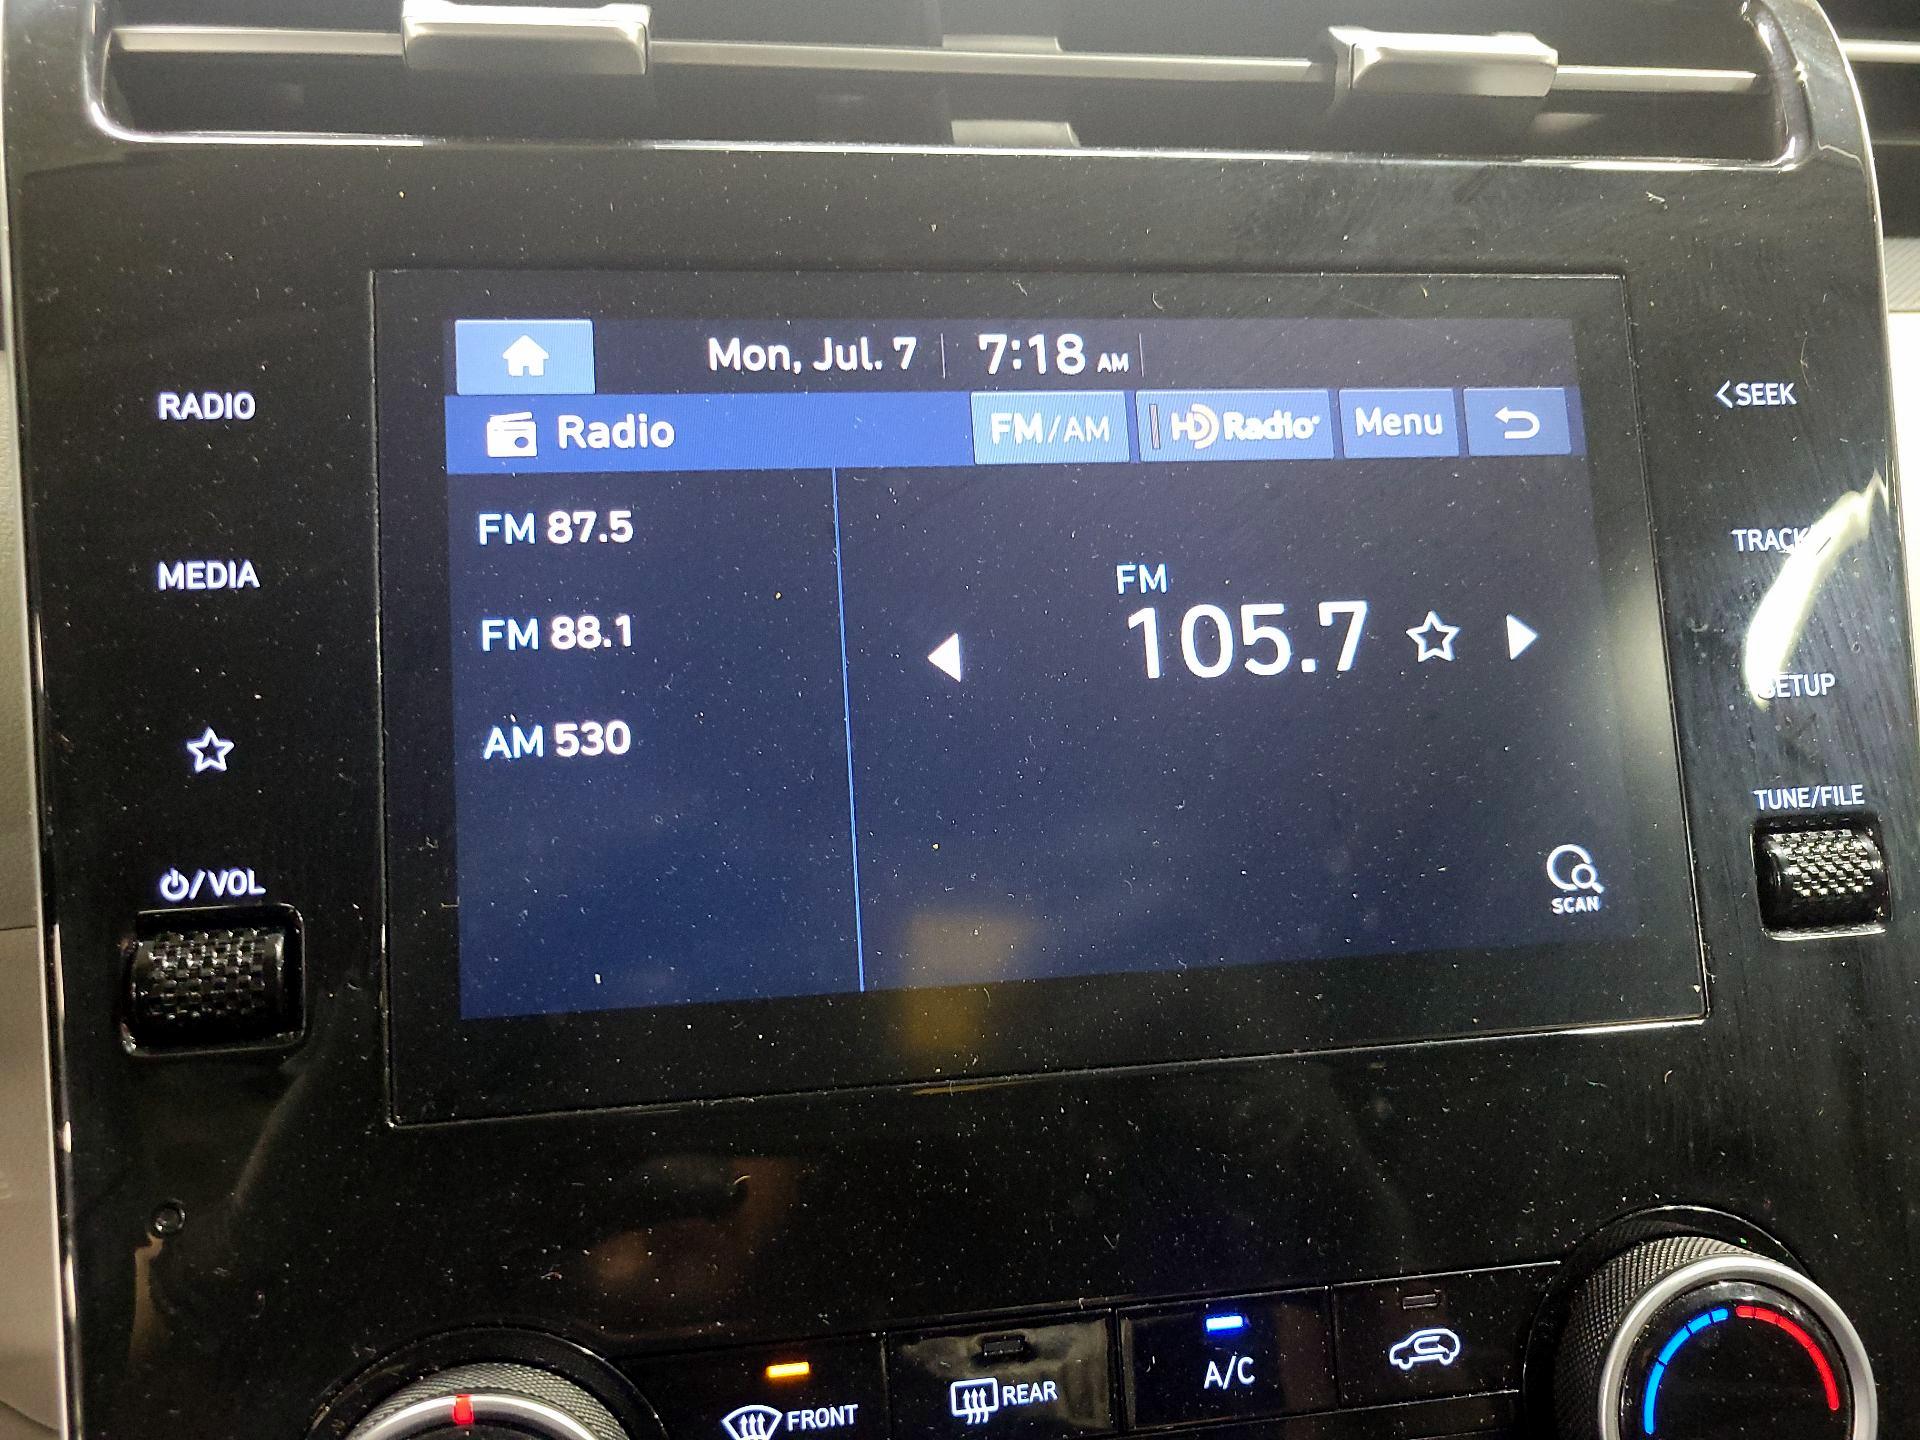 Mon, Jul. 7 7:18 AM
Radio FM/AM HD Radio Menu
RADIO
<SEEK
FM 87.5
TRACK
MEDIA
FM
FM 88.1
105.7
SETUP
AM 530
TUNE/FILE
/VOL
SCAN
FRONT
REAR
A/C